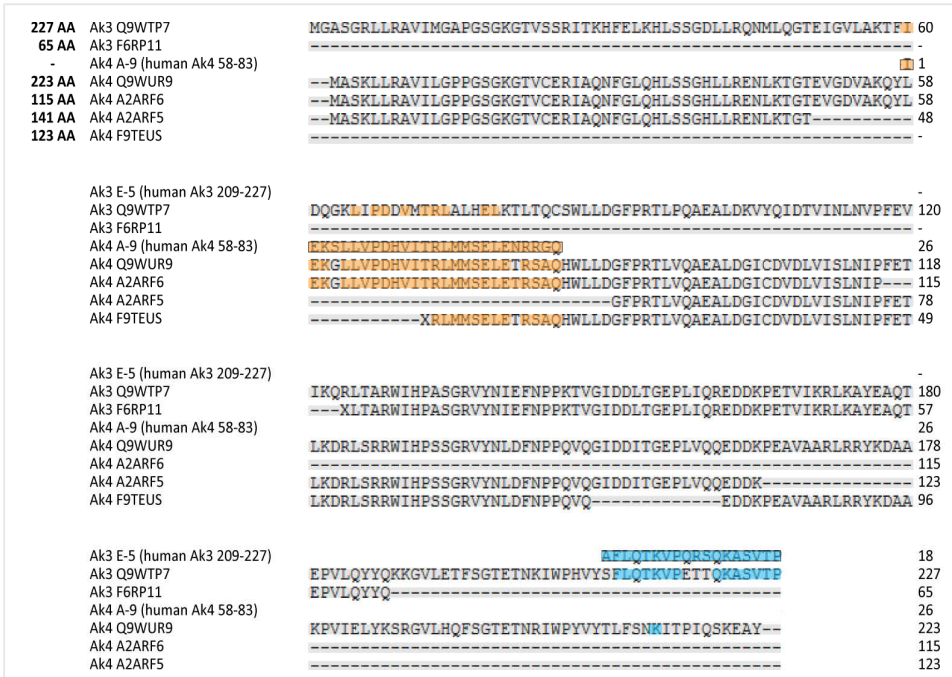 227 AA Ak3 Q9WTP7 MGASGRLLRAVIMGAPGSGKGTVSSRITKHFELKHLSSGDLLRQNMLQGTEIGVLAKTFI 60
65 AA Ak3 F6RP11 ------------------------------------------------------------ -
- Ak4 A-9 (human Ak4 58-83) I 1
223 AA Ak4 Q9WUR9 --MASKLLRAVILGPPGSGKGTVCERIAQNFGLQHLSSGHLLRENLKTGTEVGDVAKQYL 58
115 AA Ak4 A2ARF6 --MASKLLRAVILGPPGSGKGTVCERIAQNFGLQHLSSGHLLRENLKTGTEVGDVAKQYL 58
141 AA Ak4 A2ARF5 --MASKLLRAVILGPPGSGKGTVCERIAQNFGLQHLSSGHLLRENLKTGT---------- 48
123 AA Ak4 F9TEUS ------------------------------------------------------------ -
Ak3 E-5 (human Ak3 209-227)
Ak3 Q9WTP7 DQGKLIPDDVMTRLALHELKTLTQCSWLLDGFPRTLPQAEALDKVYQIDTVINLNVPFEV 120
Ak3 F6RP11 ------------------------------------------------------------ -
Ak4 A-9 (human Ak4 58-83) EKSLLVPDHVITRLMMSELENRRGQ 26
Ak4 Q9WUR9 EKGLLVPDHVITRLMMSELETRSAQHWLLDGFPRTLVQAEALDGICDVDLVISLNIPFET 118
Ak4 A2ARF6 EKGLLVPDHVITRLMMSELETRSAQHWLLDGFPRTLVQAEALDGICDVDLVISLNIP--- 115
Ak4 A2ARF5 ------------------------------GFPRTLVQAEALDGICDVDLVISLNIPFET 78
Ak4 F9TEUS -----------XRLMMSELETRSAQHWLLDGFPRTLVQAEALDGICDVDLVISLNIPFET 49
Ak3 E-5 (human Ak3 209-227) -
Ak3 Q9WTP7 IKQRLTARWIHPASGRVYNIEFNPPKTVGIDDLTGEPLIQREDDKPETVIKRLKAYEAQT 180
Ak3 F6RP11 ---XLTARWIHPASGRVYNIEFNPPKTVGIDDLTGEPLIQREDDKPETVIKRLKAYEAQT 57
Ak4 A-9 (human Ak4 58-83) 26
Ak4 Q9WUR9 LKDRLSRRWIHPSSGRVYNLDFNPPQVQGIDDITGEPLVQQEDDKPEAVAARLRRYKDAA 178
Ak4 A2ARF6 ------------------------------------------------------------ 115
Ak4 A2ARF5 LKDRLSRRWIHPSSGRVYNLDFNPPQVQGIDDITGEPLVQQEDDK--------------- 123
Ak4 F9TEUS LKDRLSRRWIHPSSGRVYNLDFNPPQVQ-------------EDDKPEAVAARLRRYKDAA 96
Ak3 E-5 (human Ak3 209-227) AFLQTKVPQRSQKASVTP 18
Ak3 Q9WTP7 EPVLQYYQKKGVLETFSGTETNKIWPHVYSFLQTKVPETTQKASVTP 227
Ak3 F6RP11 EPVLQYYQ--------------------------------------- 65
Ak4 A-9 (human Ak4 58-83) 26
Ak4 Q9WUR9 KPVIELYKSRGVLHQFSGTETNRIWPYVYTLFSNKITPIQSKEAY-- 223
Ak4 A2ARF6 ----------------------------------------------- 115
Ak4 A2ARF5 ----------------------------------------------- 123